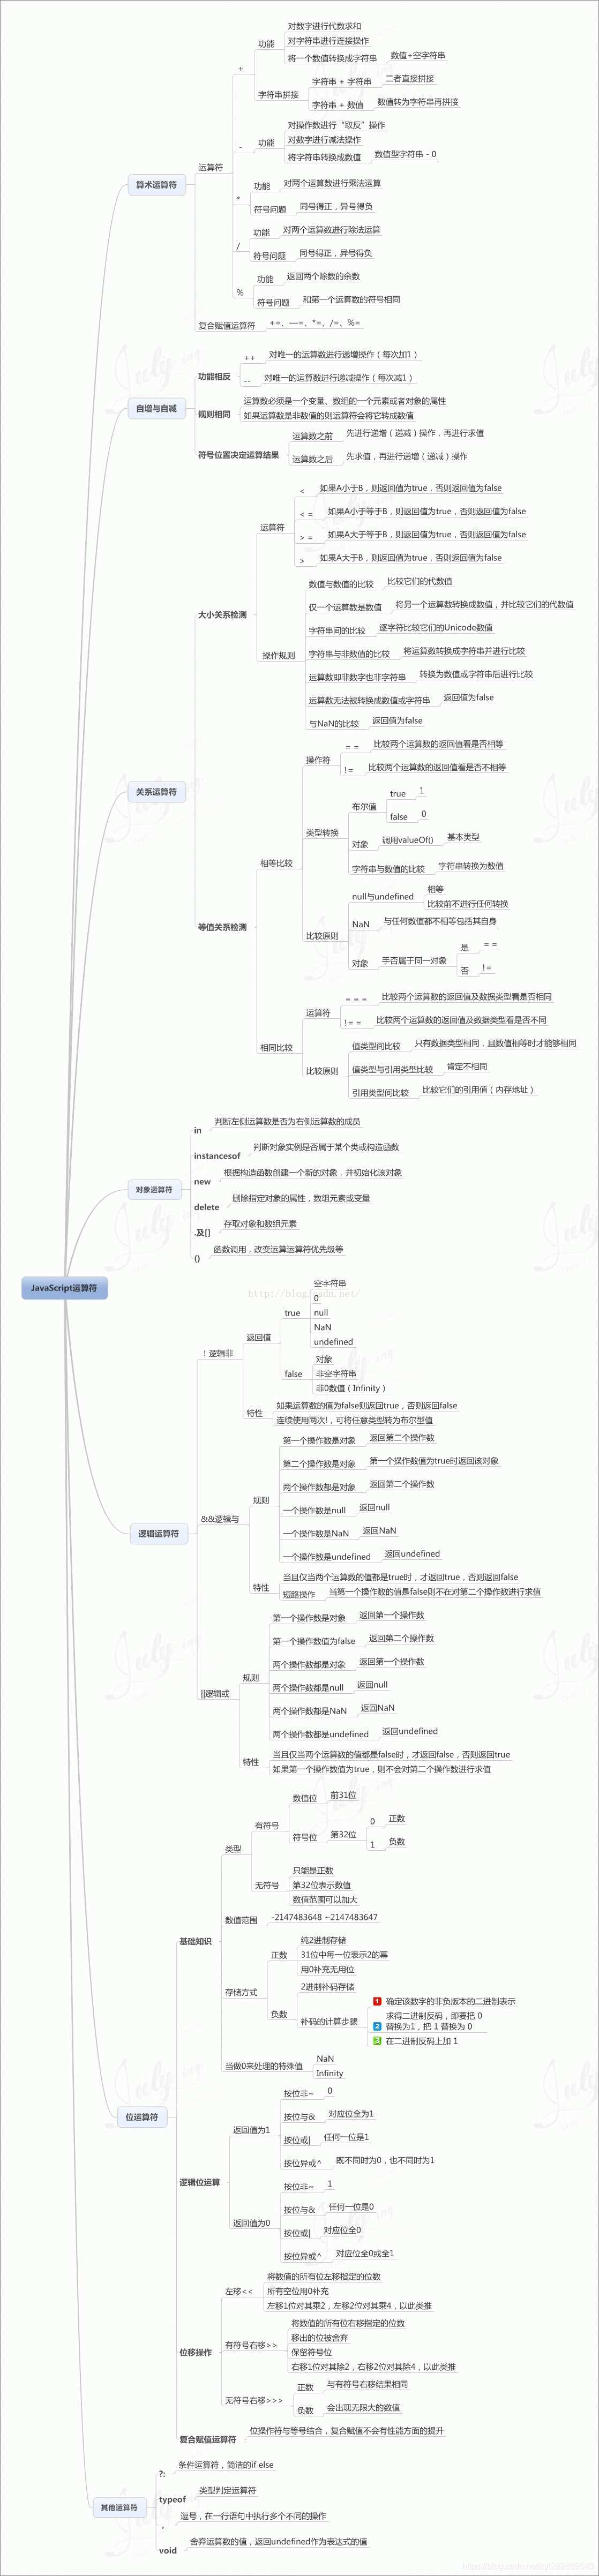 JavaScript运算符
算术运算符
运算符
+
功能
对数字进行代数求和
对字符串进行连接操作
将一个数值转换成字符串
数值+空字符串
字符串拼接
字符串 + 字符串
二者直接拼接
字符串 + 数值
数值转为字符串再拼接
-
功能
对操作数进行“取反”操作
对数字进行减法操作
将字符串转换成数值
数值型字符串 - 0
*
功能
对两个运算数进行乘法运算
符号问题
同号得正，异号得负
/
功能
对两个运算数进行除法运算
符号问题
同号得正，异号得负
%
功能
返回两个除数的余数
符号问题
和第一个运算数的符号相同
复合赋值运算符
+=、—=、*=、/=、%=
自增与自减
功能相反
++
对唯一的运算数进行递增操作（每次加1）
--
对唯一的运算数进行递减操作（每次减1）
规则相同
运算数必须是一个变量、数组的一个元素或者对象的属性
如果运算数是非数值的则运算符会将它转成数值
符号位置决定运算结果
运算数之前
先进行递增（递减）操作，再进行求值
运算数之后
先求值，再进行递增（递减）操作
关系运算符
大小关系检测
运算符
<
如果A小于B，则返回值为true，否则返回值为false
< =
如果A小于等于B，则返回值为true，否则返回值为false
> =
如果A大于等于B，则返回值为true，否则返回值为false
>
如果A大于B，则返回值为true，否则返回值为false
操作规则
数值与数值的比较
比较它们的代数值
仅一个运算数是数值
将另一个运算数转换成数值，并比较它们的代数值
字符串间的比较
逐字符比较它们的Unicode数值
字符串与非数值的比较
将运算数转换成字符串并进行比较
运算数即非数字也非字符串
转换为数值或字符串后进行比较
运算数无法被转换成数值或字符串
返回值为false
与NaN的比较
返回值为false
等值关系检测
相等比较
操作符
= =
比较两个运算数的返回值看是否相等
!=
比较两个运算数的返回值看是否不相等
类型转换
布尔值
true
1
false
0
对象
调用valueOf()
基本类型
字符串与数值的比较
字符串转换为数值
比较原则
null与undefined
相等
比较前不进行任何转换
NaN
与任何数值都不相等包括其自身
对象
手否属于同一对象
是
= =
否
!=
相同比较
运算符
= = =
比较两个运算数的返回值及数据类型看是否相同
!= =
比较两个运算数的返回值及数据类型看是否不同
比较原则
值类型间比较
只有数据类型相同，且数值相等时才能够相同
值类型与引用类型比较
肯定不相同
引用类型间比较
比较它们的引用值（内存地址）
对象运算符
in
判断左侧运算数是否为右侧运算数的成员
instancesof
判断对象实例是否属于某个类或构造函数
new
根据构造函数创建一个新的对象，并初始化该对象
delete
删除指定对象的属性，数组元素或变量
.及[]
存取对象和数组元素
()
函数调用，改变运算运算符优先级等
逻辑运算符
！逻辑非
返回值
true
空字符串
0
null
NaN
undefined
false
对象
非空字符串
非0数值（Infinity）
特性
如果运算数的值为false则返回true，否则返回false
连续使用两次!，可将任意类型转为布尔型值
&&逻辑与
规则
第一个操作数是对象
返回第二个操作数
第二个操作数是对象
第一个操作数值为true时返回该对象
两个操作数都是对象
返回第二个操作数
一个操作数是null
返回null
一个操作数是NaN
返回NaN
一个操作数是undefined
返回undefined
特性
当且仅当两个运算数的值都是true时，才返回true，否则返回false
短路操作
当第一个操作数的值是false则不在对第二个操作数进行求值
||逻辑或
规则
第一个操作数是对象
返回第一个操作数
第一个操作数值为false
返回第二个操作数
两个操作数都是对象
返回第一个操作数
两个操作数都是null
返回null
两个操作数都是NaN
返回NaN
两个操作数都是undefined
返回undefined
特性
当且仅当两个运算数的值都是false时，才返回false，否则返回true
如果第一个操作数值为true，则不会对第二个操作数进行求值
位运算符
基础知识
类型
有符号
数值位
前31位
符号位
第32位
0
正数
1
负数
无符号
只能是正数
第32位表示数值
数值范围可以加大
数值范围
-2147483648 ~2147483647
存储方式
正数
纯2进制存储
31位中每一位表示2的幂
用0补充无用位
负数
2进制补码存储
补码的计算步骤
1 确定该数字的非负版本的二进制表示
2 求得二进制反码，即要把 0
替换为1，把 1 替换为 0
3 在二进制反码上加 1
当做0来处理的特殊值
NaN
Infinity
逻辑位运算
返回值为1
按位非~
0
按位与&
对应位全为1
按位或|
任何一位是1
按位异或^
既不同时为0，也不同时为1
返回值为0
按位非~
1
按位与&
任何一位是0
按位或|
对应位全0
按位异或^
对应位全0或全1
位移操作
左移<<
将数值的所有位左移指定的位数
所有空位用0补充
左移1位对其乘2，左移2位对其乘4，以此类推
有符号右移>>
将数值的所有位右移指定的位数
移出的位被舍弃
保留符号位
右移1位对其除2，右移2位对其除4，以此类推
无符号右移>>>
正数
与有符号右移结果相同
负数
会出现无限大的数值
复合赋值运算符
位操作符与等号结合，复合赋值不会有性能方面的提升
其他运算符
?:
条件运算符，简洁的if else
typeof
类型判定运算符
,
逗号，在一行语句中执行多个不同的操作
void
舍弃运算数的值，返回undefined作为表达式的值